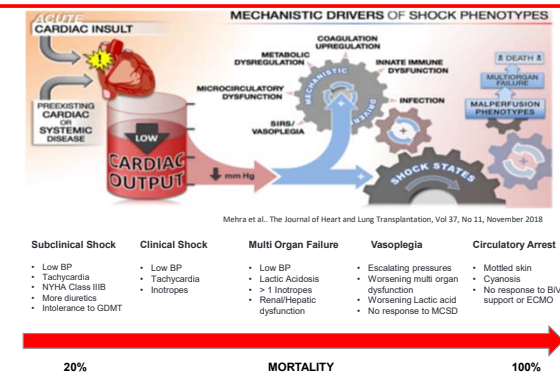 MECHANISTIC DRIVERS OF SHOCK PHENOTYPES
ACUTE
CARDIAC INSULT
PREEXISTING
CARDIAC
OR
SYSTEMIC
DISEASE
LOW
CARDIAC
OUTPUT
mm Hg
COAGULATION
UPREGULATION
METABOLIC
DYSREGULATION
INNATE IMMUNE
DYSFUNCTION
MICROCIRCULATORY
DYSFUNCTION
INFECTION
SIRS/
VASOPLEGIA
MECHANISTIC
DRIVERS
DEATH
MULTIORGAN
FAILURE
MALPERFUSION
PHENOTYPES
SHOCK STATES
Mehra et al.. The Journal of Heart and Lung Transplantation, Vol 37, No 11, November 2018
Subclinical Shock
• Low BP
• Tachycardia
• NYHA Class IIIB
• More diuretics
• Intolerance to GDMT
Clinical Shock
• Low BP
• Tachycardia
• Inotropes
Multi Organ Failure
• Low BP
• Lactic Acidosis
• > 1 Inotropes
• Renal/Hepatic
dysfunction
Vasoplegia
• Escalating pressures
• Worsening multi organ
dysfunction
• Worsening Lactic acid
• No response to MCSD
Circulatory Arrest
• Mottled skin
• Cyanosis
• No response to BiV
support or ECMO
20%
MORTALITY
100%